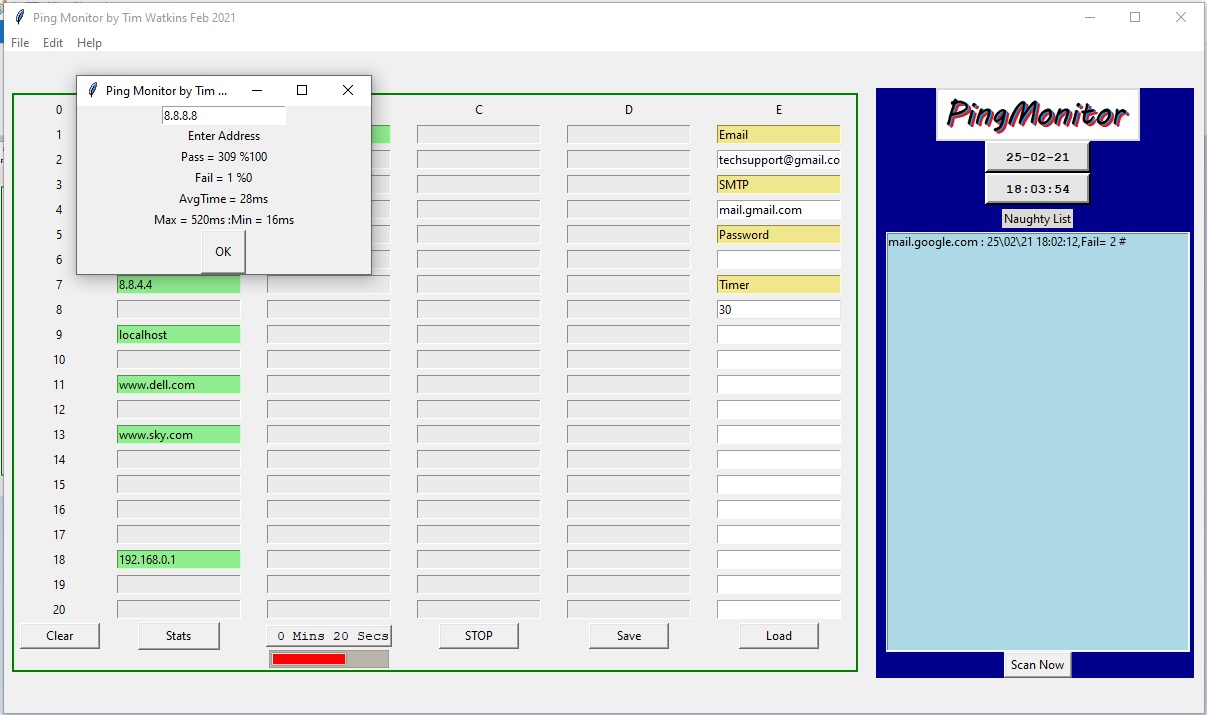 Ping Monitor by Tim Watkins Feb 2021
File Edit Help
Ping Monitor by Tim ...
8.8.8.8
Enter Address
Pass = 309 %100
Fail = 1 %0
AvgTime = 28ms
Max = 520ms :Min = 16ms
OK
0 C D E
1 Email
2 techsupport@gmail.co
3 SMTP
4 mail.gmail.com
5 Password
6
7 8.8.4.4 Timer
8 30
9 localhost
10
11 www.dell.com
12
13 www.sky.com
14
15
16
17
18 192.168.0.1
19
20
Clear Stats 0 Mins 20 Secs STOP Save Load
PingMonitor
25-02-21
18:03:54
Naughty List
mail.google.com : 25\02\21 18:02:12,Fail= 2 #
Scan Now